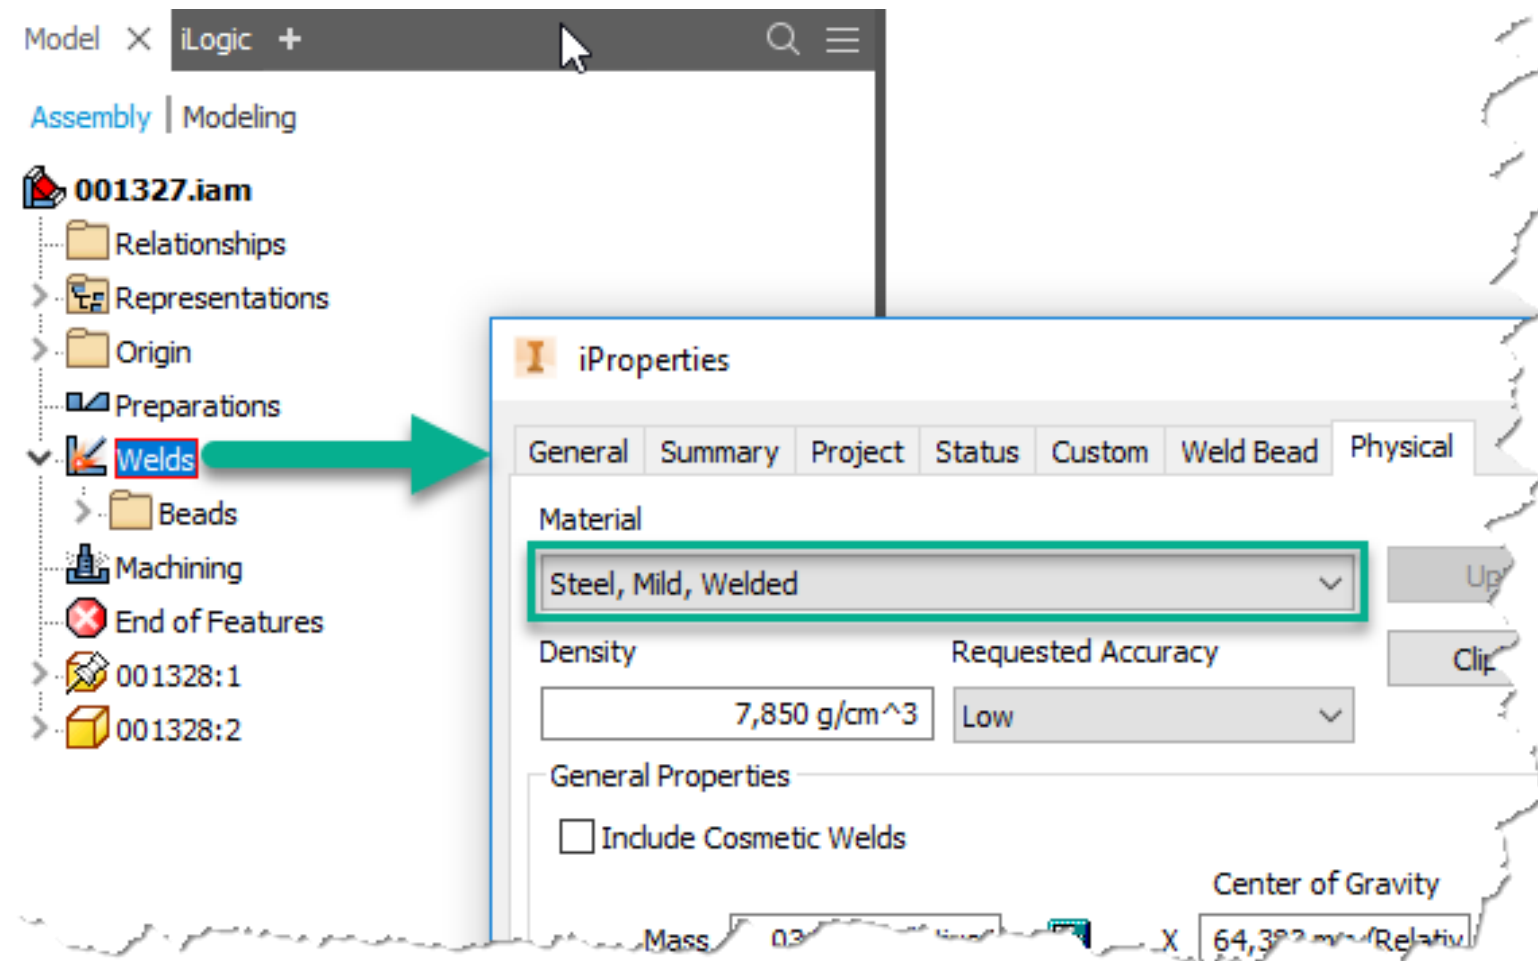 Model
iLogic
Assembly | Modeling
001327.iam
Relationships
Representations
Origin
Preparations
Welds
Beads
Machining
End of Features
001328:1
001328:2
iProperties
General Summary Project Status Custom Weld Bead Physical
Material
Steel, Mild, Welded
Density Requested Accuracy
7,850 g/cm^3 Low
General Properties
Include Cosmetic Welds
Center of Gravity
Mass X